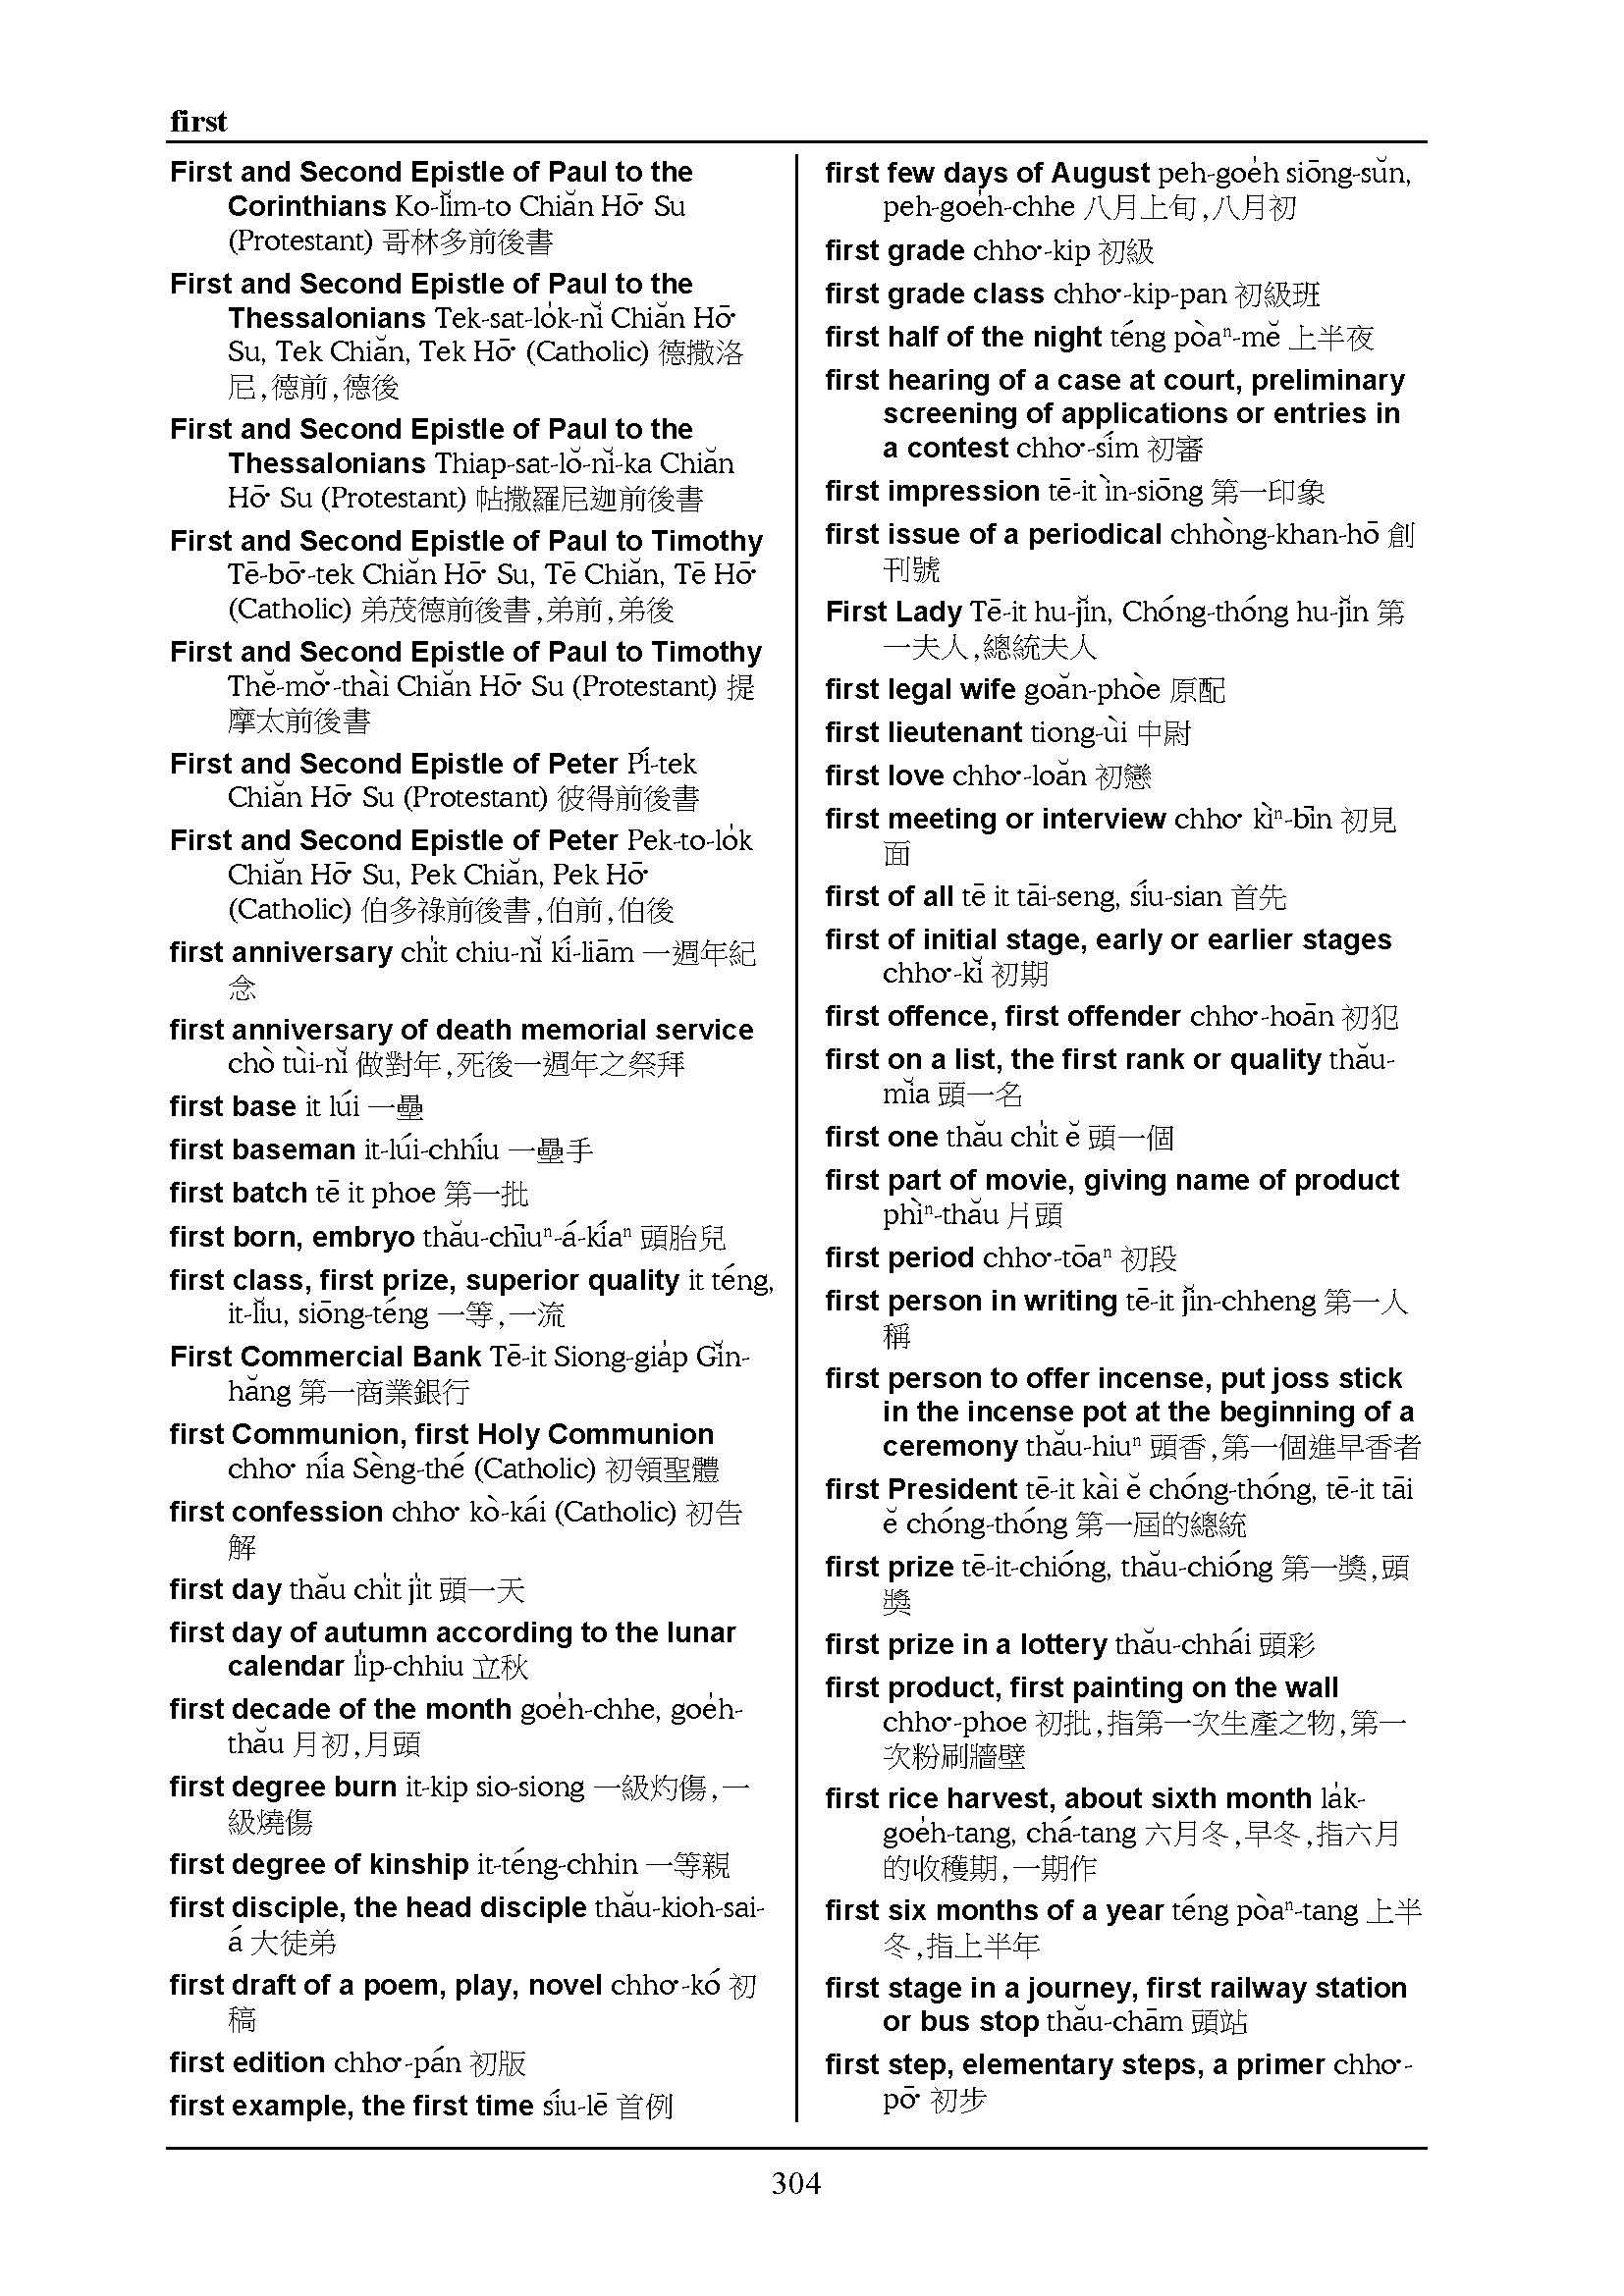 first
First and Second Epistle of Paul to the
Corinthians Ko-lĭm-to Chiăn Hō͘ Su
(Protestant) 哥林多前後書
First and Second Epistle of Paul to the
Thessalonians Tek-sat-lo̍k-nĭ Chiăn Hō͘
Su, Tek Chiăn, Tek Hō͘ (Catholic) 德撒洛
尼,德前,德後
First and Second Epistle of Paul to the
Thessalonians Thiap-sat-lŏ-nĭ-ka Chiăn
Hō͘ Su (Protestant) 帖撒羅尼迦前後書
First and Second Epistle of Paul to Timothy
Tē-bō͘-tek Chiăn Hō͘ Su, Tē Chiăn, Tē Hō͘
(Catholic) 弟茂德前後書,弟前,弟後
First and Second Epistle of Paul to Timothy
Thĕ-mŏ͘-thài Chiăn Hō͘ Su (Protestant) 提
摩太前後書
First and Second Epistle of Peter Pí-tek
Chiăn Hō͘ Su (Protestant) 彼得前後書
First and Second Epistle of Peter Pek-to-lo̍k
Chiăn Hō͘ Su, Pek Chiăn, Pek Hō͘
(Catholic) 伯多祿前後書,伯前,伯後
first anniversary chi̍t chiu-nĭ kí-liām 一週年紀
念
first anniversary of death memorial service
chò tùi-nĭ 做對年,死後一週年之祭拜
first base it lúi 一壘
first baseman it-lúi-chhíu 一壘手
first batch tē it phoe 第一批
first born, embryo thău-chīuⁿ-á-kíaⁿ 頭胎兒
first class, first prize, superior quality it téng,
it-lĭu, siōng-téng 一等,一流
First Commercial Bank Tē-it Siong-gia̍p Gĭn-
hăng 第一商業銀行
first Communion, first Holy Communion
chho͘ nía Sèng-thé (Catholic) 初領聖體
first confession chho͘ kò-kái (Catholic) 初告
解
first day thău chi̍t ji̍t 頭一天
first day of autumn according to the lunar
calendar li̍p-chhiu 立秋
first decade of the month goe̍h-chhe, goe̍h-
thău 月初,月頭
first degree burn it-kip sio-siong 一級灼傷,一
級燒傷
first degree of kinship it-téng-chhin 一等親
first disciple, the head disciple thău-kioh-sai-
á 大徒弟
first draft of a poem, play, novel chho͘-kó 初
稿
first edition chho͘-pán 初版
first example, the first time síu-lē 首例
first few days of August peh-goe̍h siōng-sŭn,
peh-goe̍h-chhe 八月上旬,八月初
first grade chho͘-kip 初級
first grade class chho͘-kip-pan 初級班
first half of the night téng pòaⁿ-mĕ 上半夜
first hearing of a case at court, preliminary
screening of applications or entries in
a contest chho͘-sím 初審
first impression tē-it ìn-siōng 第一印象
first issue of a periodical chhòng-khan-hō 創
刊號
First Lady Tē-it hu-jĭn, Chóng-thóng hu-jĭn 第
一夫人,總統夫人
first legal wife goăn-phòe 原配
first lieutenant tiong-ùi 中尉
first love chho͘-loăn 初戀
first meeting or interview chho͘ kìⁿ-bīn 初見
面
first of all tē it tāi-seng, síu-sian 首先
first of initial stage, early or earlier stages
chho͘-kĭ 初期
first offence, first offender chho͘-hoān 初犯
first on a list, the first rank or quality thău-
mĭa 頭一名
first one thău chi̍t ĕ 頭一個
first part of movie, giving name of product
phìⁿ-thău 片頭
first period chho͘-tōaⁿ 初段
first person in writing tē-it jĭn-chheng 第一人
稱
first person to offer incense, put joss stick
in the incense pot at the beginning of a
ceremony thău-hiuⁿ 頭香,第一個進早香者
first President tē-it kài ĕ chóng-thóng, tē-it tāi
ĕ chóng-thóng 第一屆的總統
first prize tē-it-chióng, thău-chióng 第一獎,頭
獎
first prize in a lottery thău-chhái 頭彩
first product, first painting on the wall
chho͘-phoe 初批,指第一次生產之物,第一
次粉刷牆壁
first rice harvest, about sixth month la̍k-
goe̍h-tang, chá-tang 六月冬,早冬,指六月
的收穫期,一期作
first six months of a year téng pòaⁿ-tang 上半
冬,指上半年
first stage in a journey, first railway station
or bus stop thău-chām 頭站
first step, elementary steps, a primer chho͘-
pō͘ 初步
304